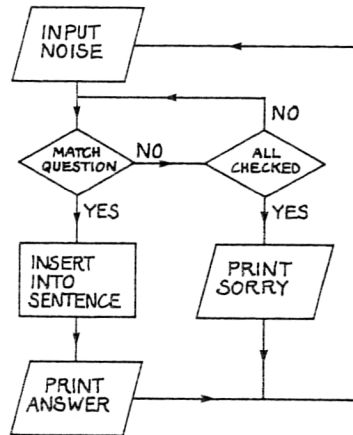 INPUT
NOISE
NO
MATCH
QUESTION
NO
ALL
CHECKED
YES
YES
INSERT
INTO
SENTENCE
PRINT
SORRY
PRINT
ANSWER